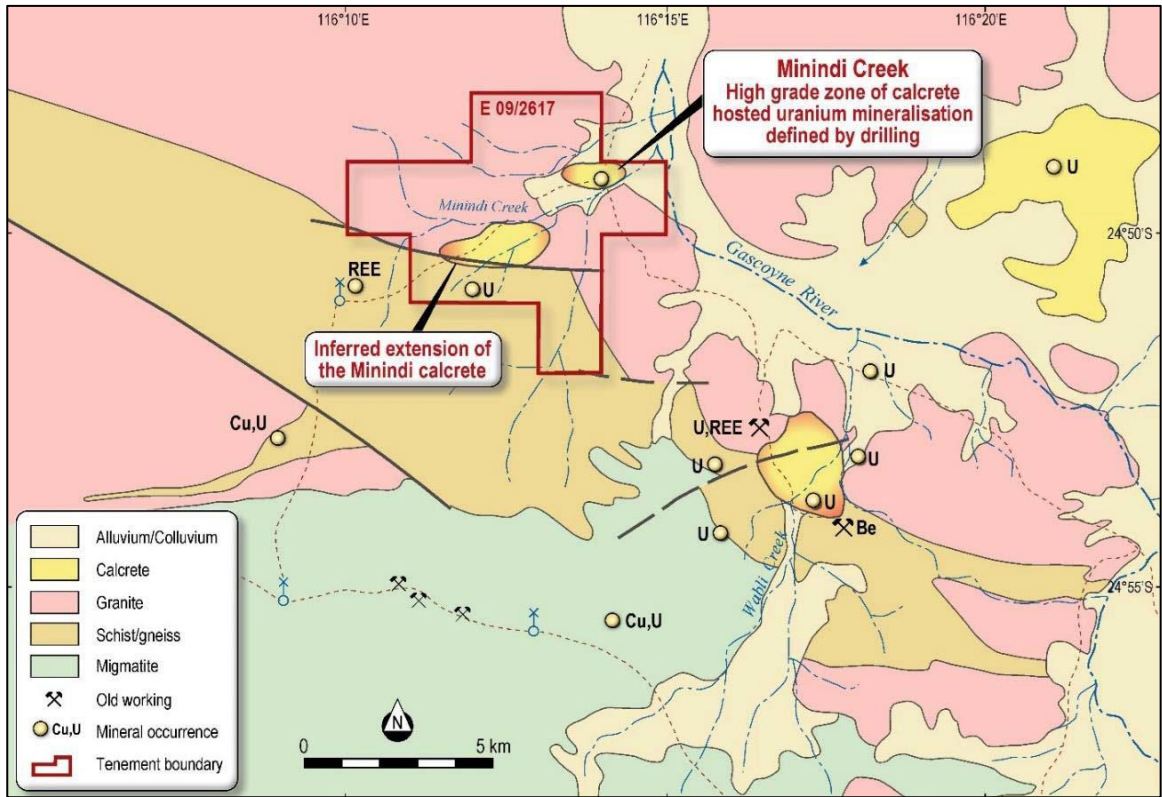 116°10'E
116°15'E
116°20'E
E 09/2617
Minindi Creek
High grade zone of calcrete
hosted uranium mineralisation
defined by drilling
U
U
Minindi Creek
24°50'S
Gascoyne River
REE
U
Inferred extension of
the Minindi calcrete
U
Cu,U
U,REE
U
U
U
U
Be
Wabli Creek
24°55'S
Cu,U
Alluvium/Colluvium
Calcrete
Granite
Schist/gneiss
Migmatite
Old working
Cu,U Mineral occurrence
Tenement boundary
N
0 5 km